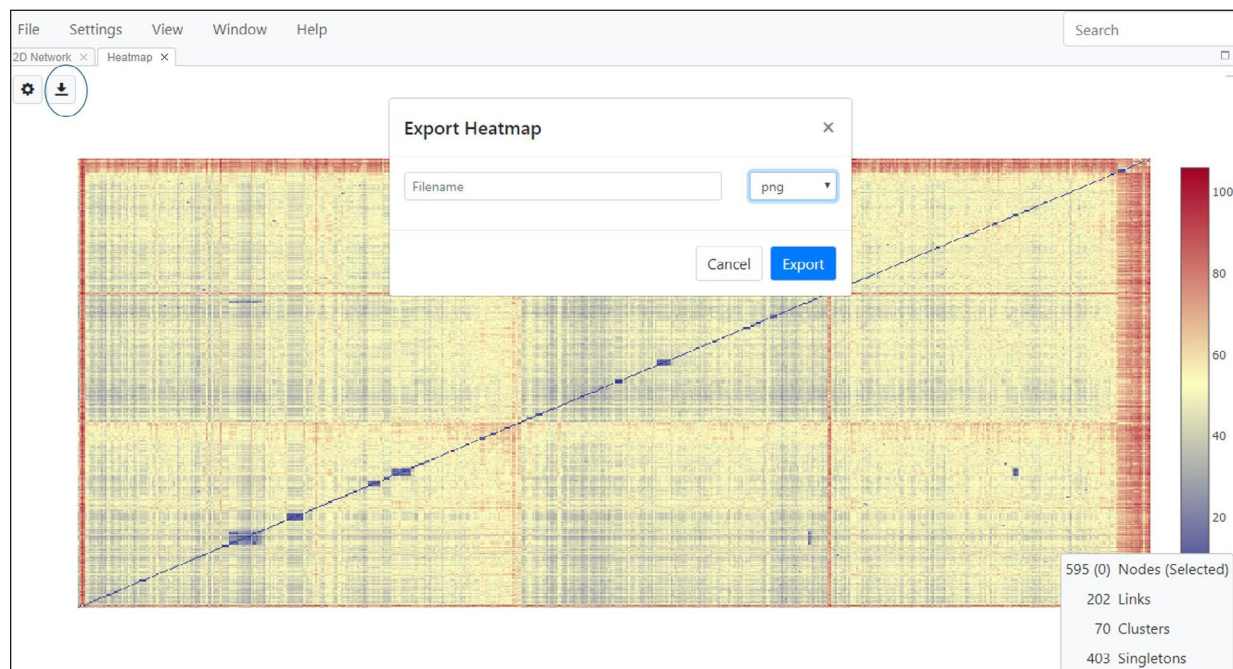 File Settings View Window Help Search
2D Network × Heatmap ×
Export Heatmap ×
Filename png
Cancel Export
100
80
60
40
20
595 (0) Nodes (Selected)
202 Links
70 Clusters
403 Singletons